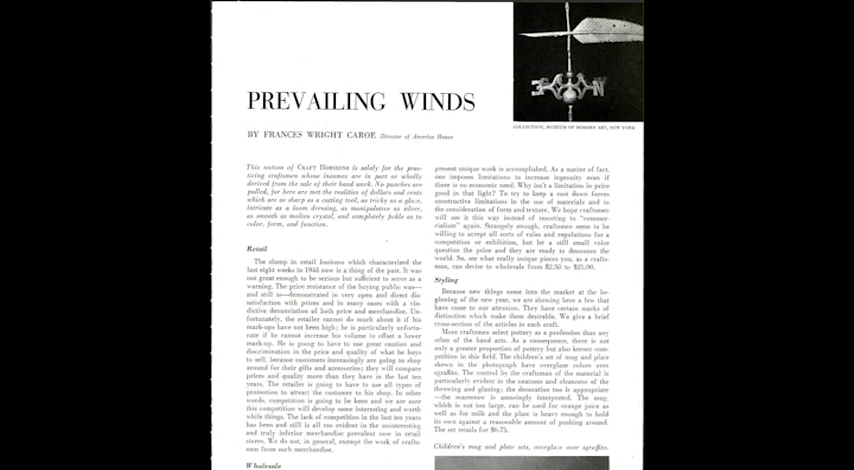 E
N
COLLECTION, MUSEUM OF MODERN ART, NEW YORK
PREVAILING WINDS
BY FRANCES WRIGHT CAROE Director of America House
This section of CRAFT HORIZONS is solely for the prac-
ticing craftsmen whose incomes are in part or wholly
derived from the sale of their hand work. No punches are
pulled, for here are met the realities of dollars and cents
which are as sharp as a cutting tool, as tricky as a glaze,
intricate as a loom dressing, as manipulative as silver,
as smooth as molten crystal, and completely fickle as to
color, form, and function.
Retail
The slump in retail business which characterized the
last eight weeks in 1948 now is a thing of the past. It was
not great enough to be serious but sufficient to serve as a
warning. The price resistance of the buying public was—
and still is—demonstrated in very open and direct dis-
satisfaction with prices and in many cases with a vin-
dictive denunciation of both price and merchandise. Un-
fortunately, the retailer cannot do much about it if his
mark-ups have not been high; he is particularly unfortu-
nate if he cannot increase his volume to offset a lower
mark-up. He is going to have to use great caution and
discrimination in the price and quality of what he buys
to sell, because customers increasingly are going to shop
around for their gifts and accessories; they will compare
prices and quality more than they have in the last ten
years. The retailer is going to have to use all types of
promotion to attract the customer to his shop. In other
words, competition is going to be keen and we are sure
this competition will develop some interesting and worth
while things. The lack of competition in the last ten years
has been and still is all too evident in the uninteresting
and truly inferior merchandise prevalent now in retail
stores. We do not, in general, exempt the work of crafts-
men from such merchandise.
Wholesale
present unique work is accomplished. As a matter of fact,
one imposes limitations to increase ingenuity even if
there is no economic need. Why isn't a limitation in price
good in that light? To try to keep a cost down forces
constructive limitations in the use of materials and in
the consideration of form and texture. We hope craftsmen
will see it this way instead of resorting to "commer-
cialism" again. Strangely enough, craftsmen seem to be
willing to accept all sorts of rules and regulations for a
competition or exhibition, but let a still small voice
question the price and they are ready to denounce the
world. So, see what really unique pieces you, as a crafts-
man, can devise to wholesale from $2.50 to $25.00.
Styling
Because new things come into the market at the be-
ginning of the new year, we are showing here a few that
have come to our attention. They have certain marks of
distinction which make them desirable. We give a brief
cross-section of the articles in each craft.
More craftsmen select pottery as a profession than any
other of the hand arts. As a consequence, there is not
only a greater proportion of pottery but also keener com-
petition in this field. The children's set of mug and plate
shown in the photograph have overglaze colors over
sgraffito. The control by the craftsman of the material is
particularly evident in the neatness and cleanness of the
throwing and glazing; the decoration too is appropriate
—the
is amusingly interpreted. The mug,
which is not too large, can be used for orange juice as
well as for milk and the plate is heavy enough to hold
its own against a reasonable amount of pushing around.
The set retails for $6.75.
Children's mug and plate sets, overglaze over sgraffito.